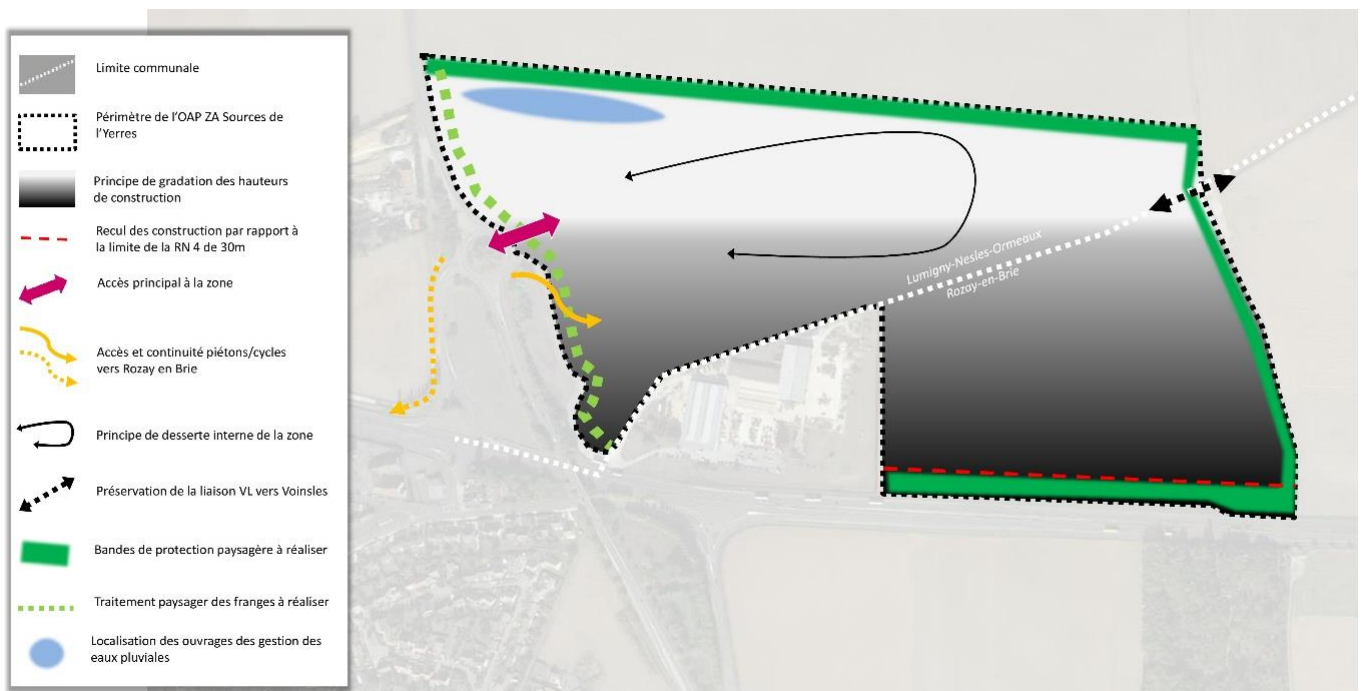 Limite communale
Périmètre de l'OAP ZA Sources de
l'Yerres
Principe de gradation des hauteurs
de construction
Recul des construction par rapport à
la limite de la RN 4 de 30m
Accès principal à la zone
Accès et continuité piétons/cycles
vers Rozay en Brie
Principe de desserte interne de la zone
Préservation de la liaison VL vers Voinsles
Bandes de protection paysagère à réaliser
Traitement paysager des franges à réaliser
Localisation des ouvrages des gestion des
eaux pluviales
Lumigny-Nesles-Ormeaux
Rozay-en-Brie